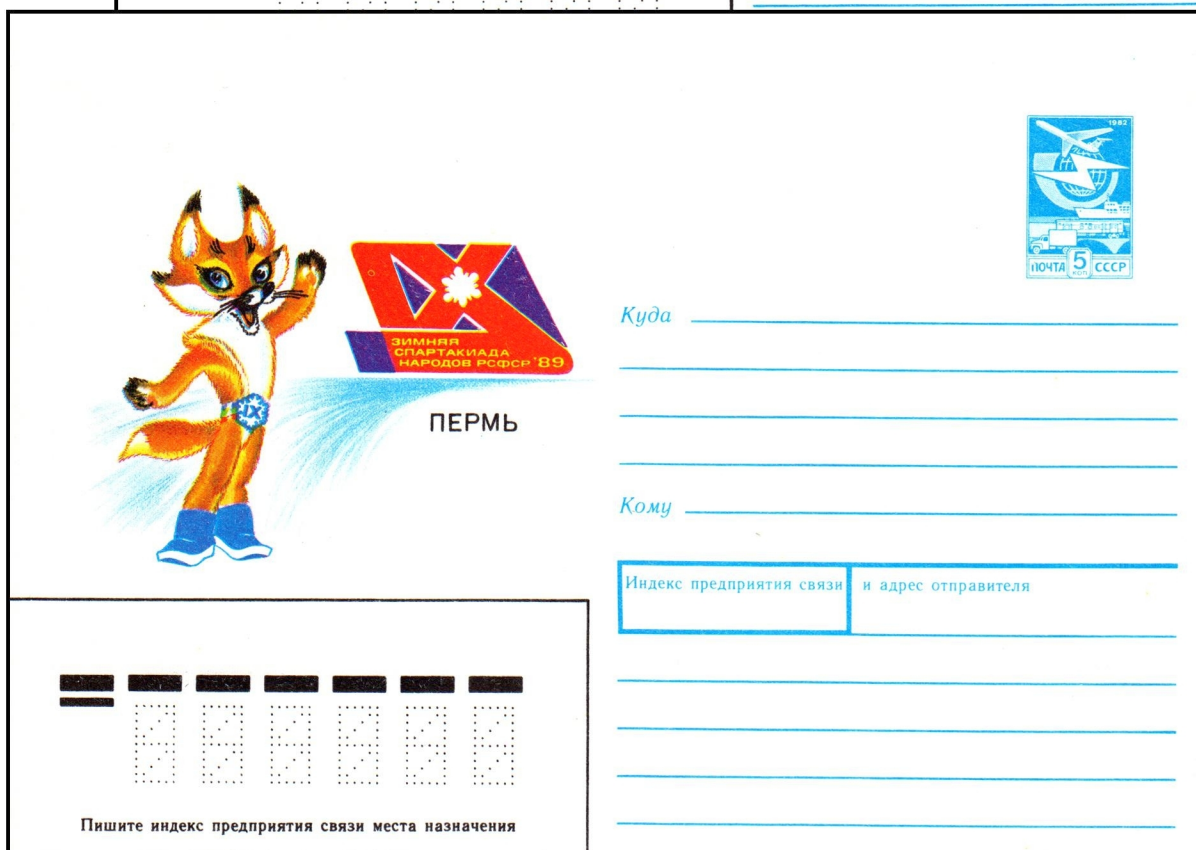 1982
ПОЧТА 5 СССР
КОП
IX
ЗИМНЯЯ
СПАРТАКИАДА
НАРОДОВ РСФСР '89
IX
ПЕРМЬ
Куда
Кому
Индекс предприятия связи и адрес отправителя
Пишите индекс предприятия связи места назначения